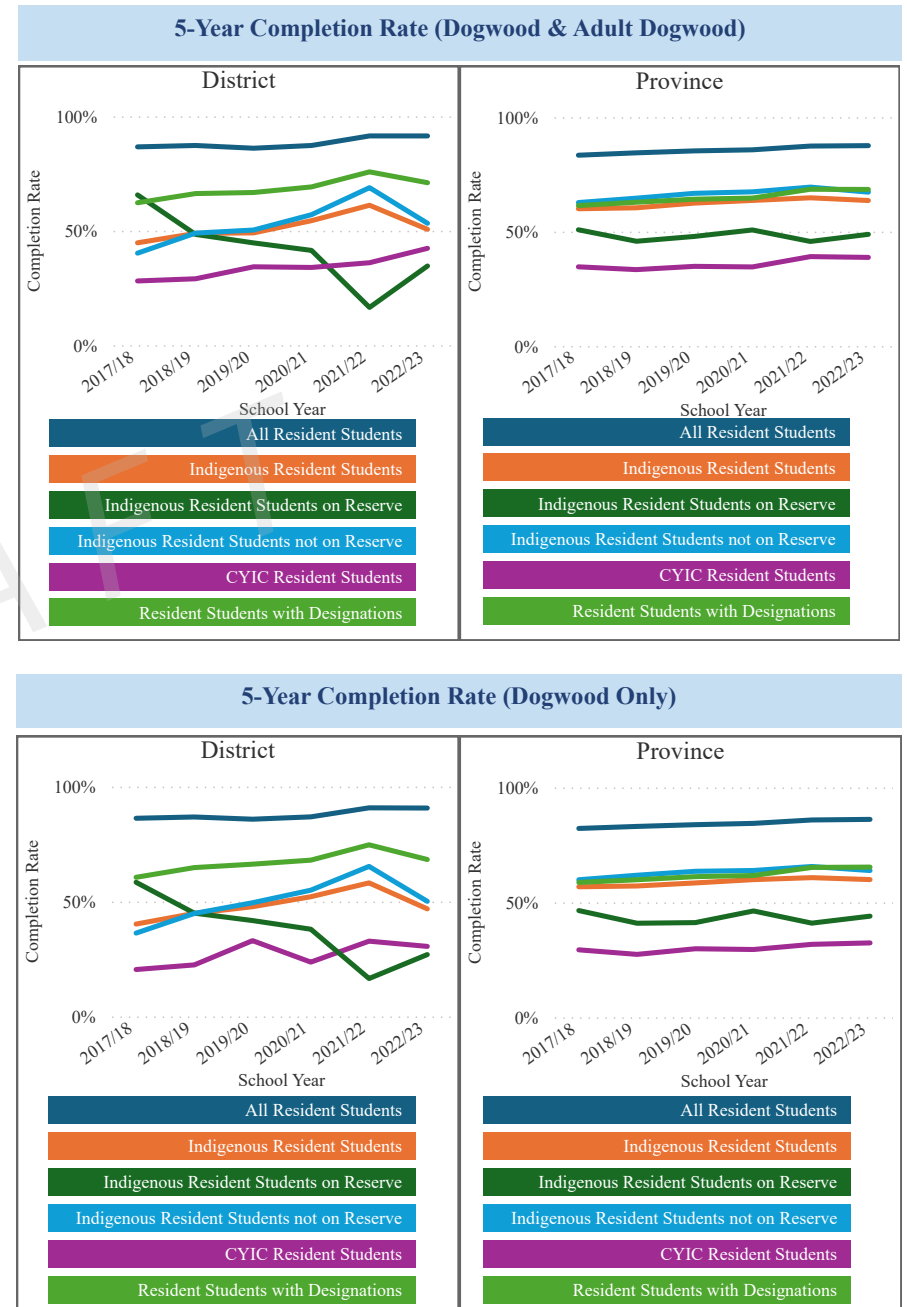 5-Year Completion Rate (Dogwood & Adult Dogwood)
District
100%
50%
0%
Completion Rate
2017/18
2018/19
2019/20
2020/21
2021/22
2022/23
School Year
All Resident Students
Indigenous Resident Students
Indigenous Resident Students on Reserve
Indigenous Resident Students not on Reserve
CYIC Resident Students
Resident Students with Designations
Province
100%
50%
0%
Completion Rate
2017/18
2018/19
2019/20
2020/21
2021/22
2022/23
School Year
All Resident Students
Indigenous Resident Students
Indigenous Resident Students on Reserve
Indigenous Resident Students not on Reserve
CYIC Resident Students
Resident Students with Designations
A F T
5-Year Completion Rate (Dogwood Only)
District
100%
50%
0%
Completion Rate
2017/18
2018/19
2019/20
2020/21
2021/22
2022/23
School Year
All Resident Students
Indigenous Resident Students
Indigenous Resident Students on Reserve
Indigenous Resident Students not on Reserve
CYIC Resident Students
Resident Students with Designations
Province
100%
50%
0%
Completion Rate
2017/18
2018/19
2019/20
2020/21
2021/22
2022/23
School Year
All Resident Students
Indigenous Resident Students
Indigenous Resident Students on Reserve
Indigenous Resident Students not on Reserve
CYIC Resident Students
Resident Students with Designations